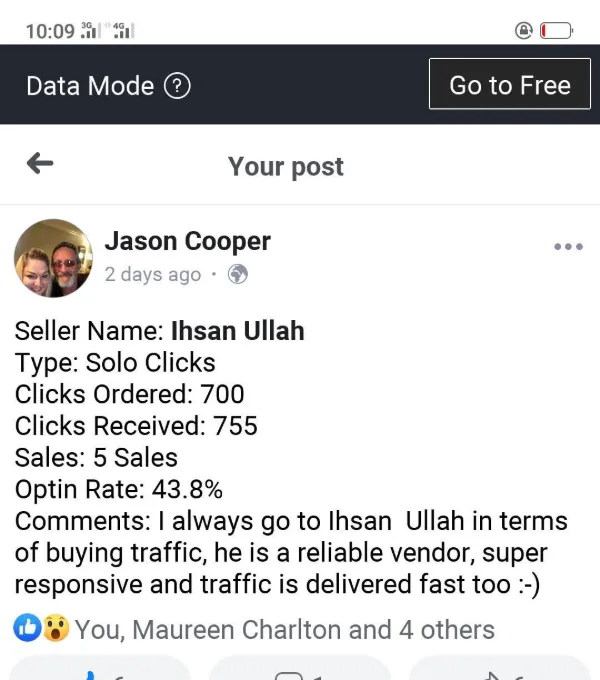 10:09 3G 4G
Data Mode ? Go to Free
Your post
Jason Cooper
2 days ago ·
Seller Name: Ihsan Ullah
Type: Solo Clicks
Clicks Ordered: 700
Clicks Received: 755
Sales: 5 Sales
Optin Rate: 43.8%
Comments: I always go to Ihsan  Ullah in terms
of buying traffic, he is a reliable vendor, super
responsive and traffic is delivered fast too :-)
You, Maureen Charlton and 4 others